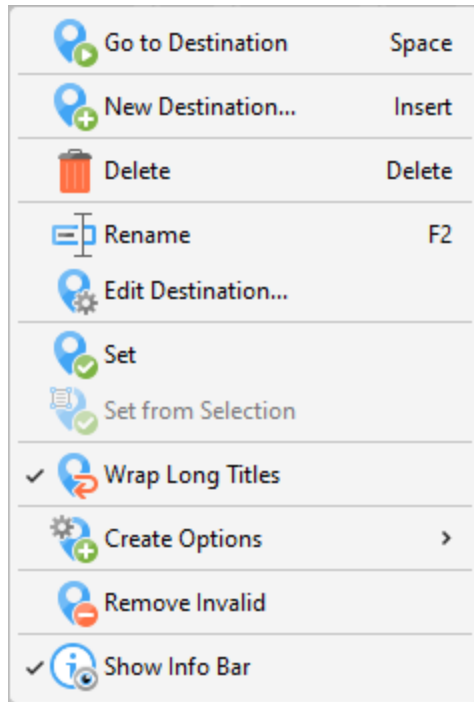 Go to Destination Space
New Destination... Insert
Delete Delete
Rename F2
Edit Destination...
Set
Set from Selection
Wrap Long Titles
Create Options
Remove Invalid
Show Info Bar